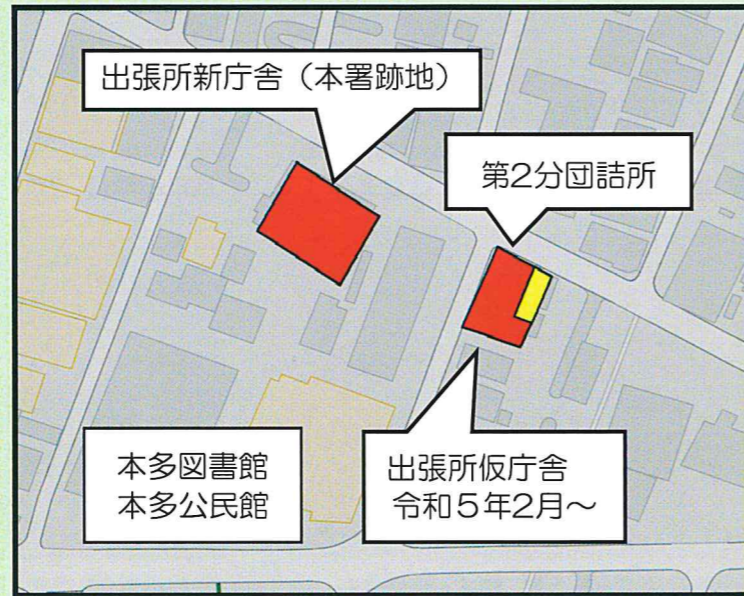 出張所新庁舎（本署跡地）
第2分団詰所
本多図書館
本多公民館
出張所仮庁舎
令和５年2月～